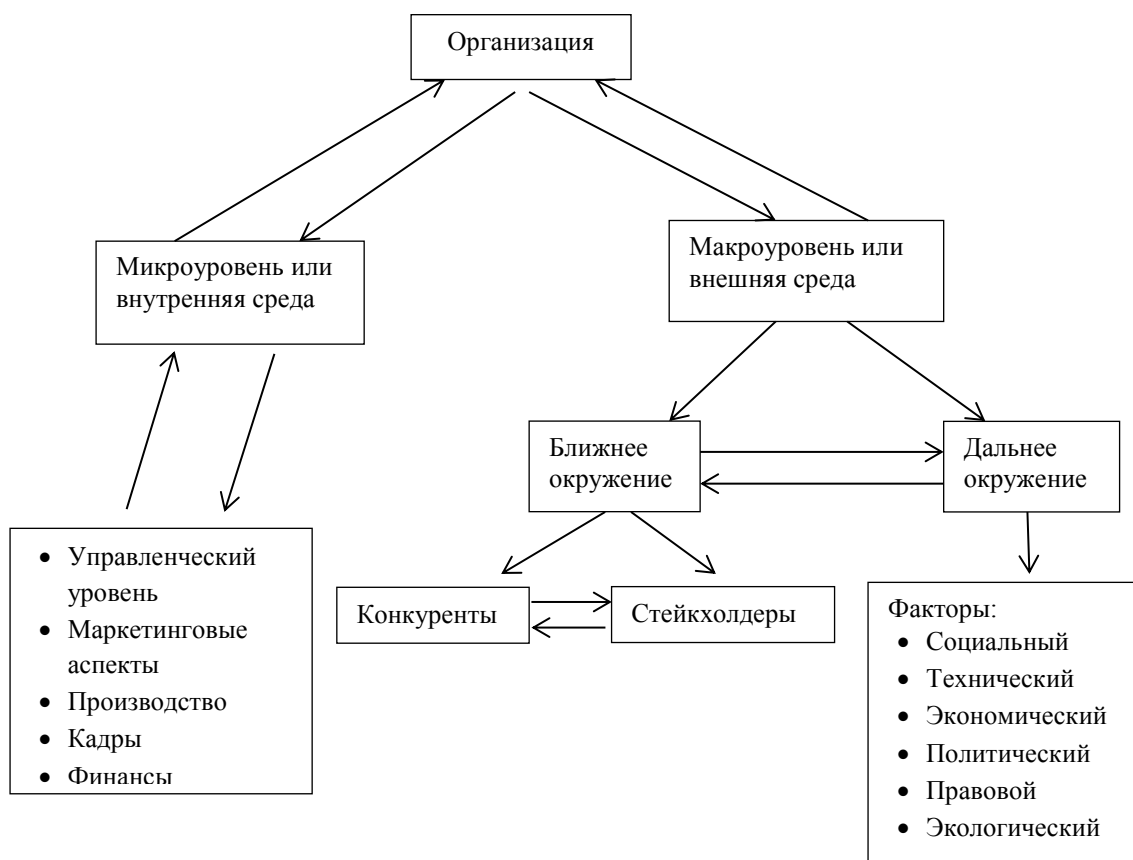 Организация
Микроуровень или
внутренняя среда
Макроуровень или
внешняя среда
Ближнее
окружение
Дальнее
окружение
• Управленческий
уровень
• Маркетинговые
аспекты
• Производство
• Кадры
• Финансы
Конкуренты
Стейкхолдеры
Факторы:
• Социальный
• Технический
• Экономический
• Политический
• Правовой
• Экологический